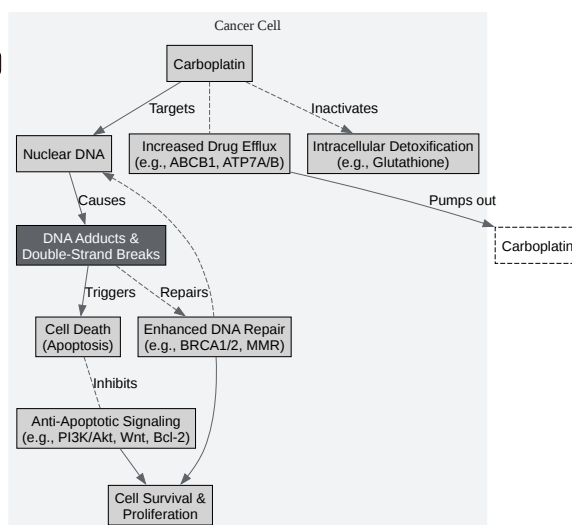 Cancer Cell
Carboplatin
Targets
Inactivates
Nuclear DNA
Increased Drug Efflux
(e.g., ABCB1, ATP7A/B)
Intracellular Detoxification
(e.g., Glutathione)
Causes
Pumps out
DNA Adducts &
Double-Strand Breaks
Carboplatin
Triggers
Repairs
Cell Death
(Apoptosis)
Enhanced DNA Repair
(e.g., BRCA1/2, MMR)
Inhibits
Anti-Apoptotic Signaling
(e.g., PI3K/Akt, Wnt, Bcl-2)
Cell Survival &
Proliferation